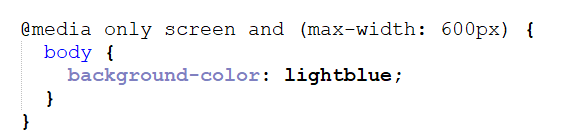 @media only screen and (max-width: 600px) {
  body {
    background-color: lightblue;
  }
}